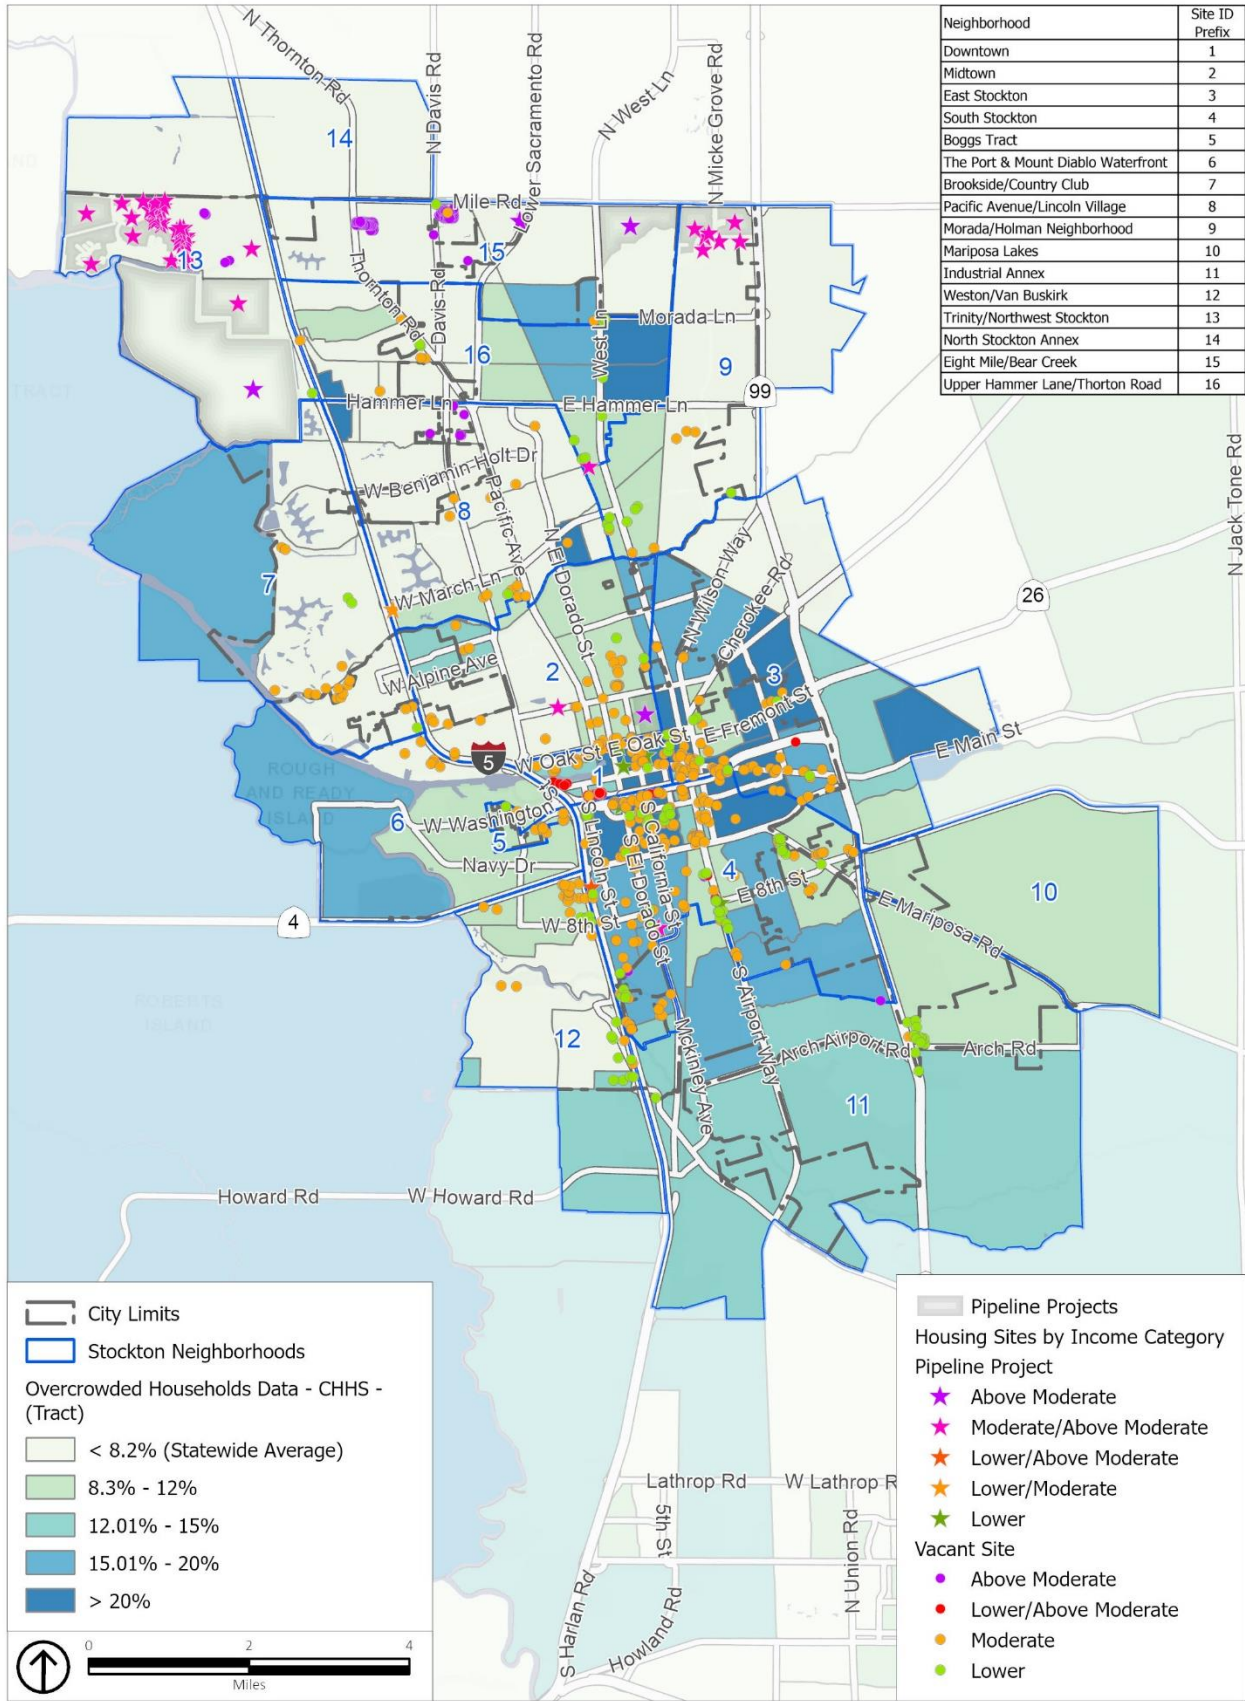 Neighborhood Site ID Prefix
Downtown 1
Midtown 2
East Stockton 3
South Stockton 4
Boggs Tract 5
The Port & Mount Diablo Waterfront 6
Brookside/Country Club 7
Pacific Avenue/Lincoln Village 8
Morada/Holman Neighborhood 9
Mariposa Lakes 10
Industrial Annex 11
Weston/Van Buskirk 12
Trinity/Northwest Stockton 13
North Stockton Annex 14
Eight Mile/Bear Creek 15
Upper Hammer Lane/Thorton Road 16
N Thornton Rd
N Davis Rd
Lower Sacramento Rd
N West Ln
N Micke Grove Rd
14
Mile Rd
13
15
Thornton Rd
Davis Rd
16
West Ln
Morada Ln
9
99
TRACT
Hammer Ln
E Hammer Ln
W Benjamin Holt Dr
8
Pacific Ave
N El Dorado St
N Wilson Way
Cherokee Rd
N Jack Tone Rd
7
W March Ln
26
W Alpine Ave
2
3
E Fremont St
E Main St
W Oak St
E Oak St
5
1
ROUGH
AND READY
ISLAND
6
W Washington St
5
Navy Dr
S Lincoln St
S California St
S El Dorado St
4
E 8th St
10
E Mariposa Rd
4
W 8th St
ROBERTS
ISLAND
12
S Airport Way
Mckinley Ave
Arch Airport Rd
Arch Rd
11
Howard Rd
W Howard Rd
Lathrop Rd
W Lathrop R
5th St
N Union Rd
S Harlan Rd
Howland Rd
City Limits
Stockton Neighborhoods
Overcrowded Households Data - CHHS -
(Tract)
< 8.2% (Statewide Average)
8.3% - 12%
12.01% - 15%
15.01% - 20%
> 20%
0 2 4
Miles
Pipeline Projects
Housing Sites by Income Category
Pipeline Project
Above Moderate
Moderate/Above Moderate
Lower/Above Moderate
Lower/Moderate
Lower
Vacant Site
Above Moderate
Lower/Above Moderate
Moderate
Lower